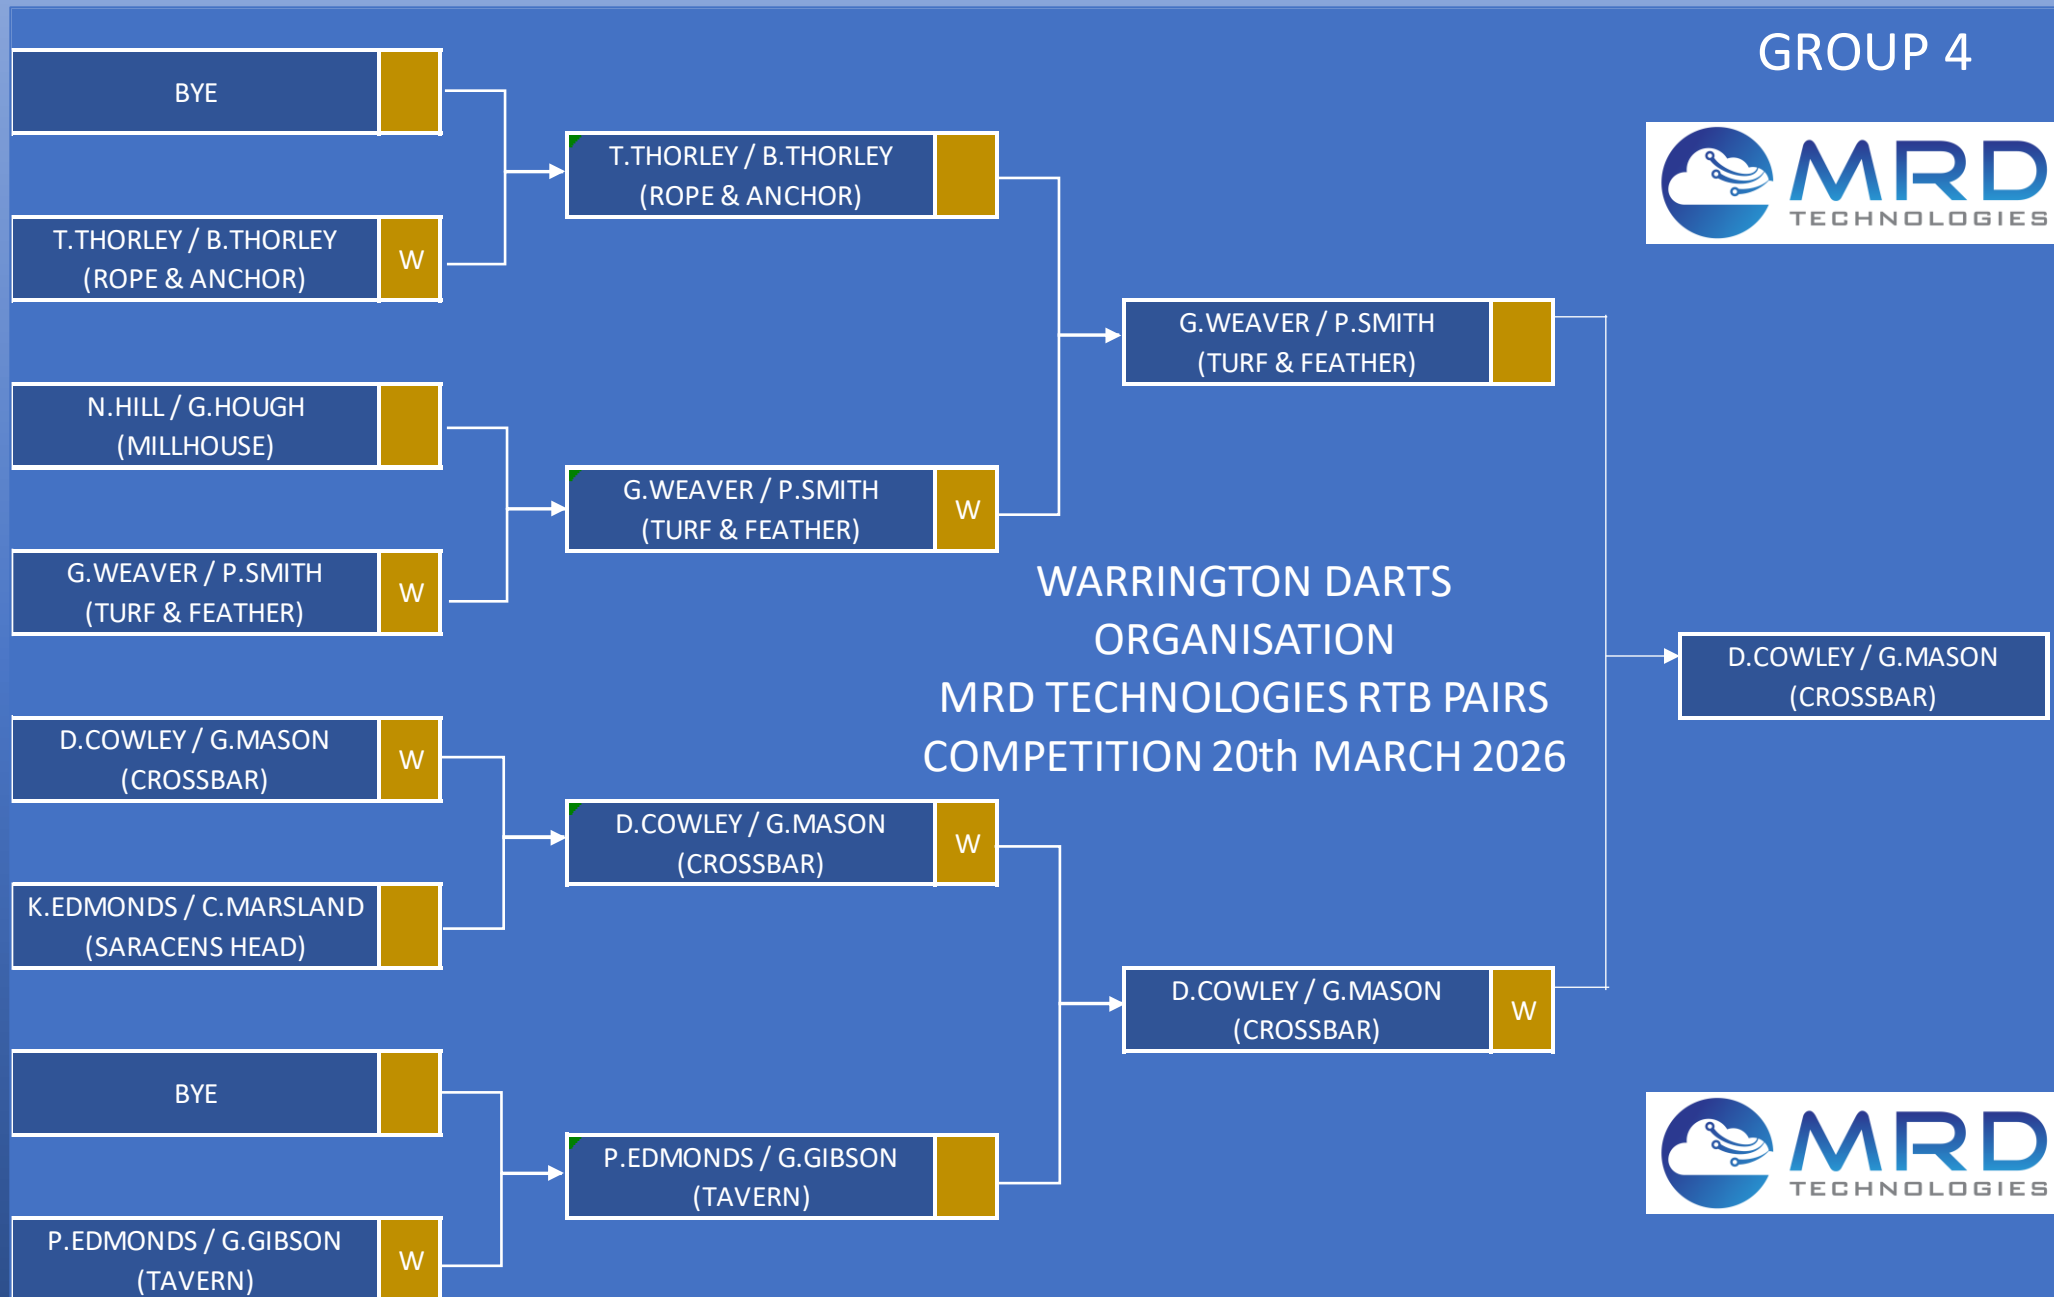 GROUP 4
MRD
TECHNOLOGIES
BYE
T.THORLEY / B.THORLEY
(ROPE & ANCHOR)
W
N.HILL / G.HOUGH
(MILLHOUSE)
G.WEAVER / P.SMITH
(TURF & FEATHER)
W
D.COWLEY / G.MASON
(CROSSBAR)
W
K.EDMONDS / C.MARSLAND
(SARACENS HEAD)
BYE
P.EDMONDS / G.GIBSON
(TAVERN)
W
T.THORLEY / B.THORLEY
(ROPE & ANCHOR)
G.WEAVER / P.SMITH
(TURF & FEATHER)
W
D.COWLEY / G.MASON
(CROSSBAR)
W
P.EDMONDS / G.GIBSON
(TAVERN)
G.WEAVER / P.SMITH
(TURF & FEATHER)
WARRINGTON DARTS
ORGANISATION
MRD TECHNOLOGIES RTB PAIRS
COMPETITION 20th MARCH 2026
D.COWLEY / G.MASON
(CROSSBAR)
W
D.COWLEY / G.MASON
(CROSSBAR)
MRD
TECHNOLOGIES